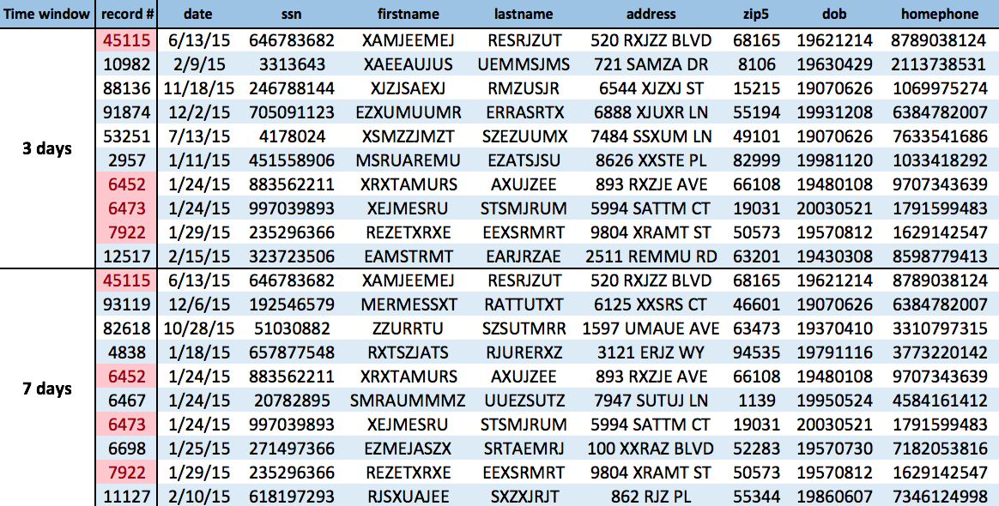 Time window record # date ssn firstname lastname address zip5 dob homephone
3 days
45115 6/13/15 646783682 XAMJEEMEJ RESRJZUT 520 RXJZZ BLVD 68165 19621214 8789038124
10982 2/9/15 3313643 XAEEAUJUS UEMMSJMS 721 SAMZA DR 8106 19630429 2113738531
88136 11/18/15 246788144 XJZJSAEXJ RMZUSJR 6544 XJZXJ ST 15215 19070626 1069975274
91874 12/2/15 705091123 EZXUMUUMR ERRASRTX 6888 XJUXR LN 55194 19931208 6384782007
53251 7/13/15 4178024 XSMZZJMZT SZEZUUMX 7484 SSXUM LN 49101 19070626 7633541686
2957 1/11/15 451558906 MSRUAREMU EZATSJSU 8626 XXSTE PL 82999 19981120 1033418292
6452 1/24/15 883562211 XRXTAMURS AXUJZEE 893 RXZJE AVE 66108 19480108 9707343639
6473 1/24/15 997039893 XEJMESRU STSMJRUM 5994 SATTM CT 19031 20030521 1791599483
7922 1/29/15 235296366 REZETXRXE EEXSRMRT 9804 XRAMT ST 50573 19570812 1629142547
12517 2/15/15 323723506 EAMSTRMT EARJRZAE 2511 REMMU RD 63201 19430308 8598779413
7 days
45115 6/13/15 646783682 XAMJEEMEJ RESRJZUT 520 RXJZZ BLVD 68165 19621214 8789038124
93119 12/6/15 192546579 MERMESSXT RATTUTXT 6125 XXSRS CT 46601 19070626 6384782007
82618 10/28/15 51030882 ZZURRTU SZSUTMRR 1597 UMAUE AVE 63473 19370410 3310797315
4838 1/18/15 657877548 RXTSZJATS RJURERXZ 3121 ERJZ WY 94535 19791116 3773220142
6452 1/24/15 883562211 XRXTAMURS AXUJZEE 893 RXZJE AVE 66108 19480108 9707343639
6467 1/24/15 20782895 SMRAUMMMZ UUEZSUTZ 7947 SUTUJ LN 1139 19950524 4584161412
6473 1/24/15 997039893 XEJMESRU STSMJRUM 5994 SATTM CT 19031 20030521 1791599483
6698 1/25/15 271497366 EZMEJASZX SRTAEMRJ 100 XXRAZ BLVD 52283 19570730 7182053816
7922 1/29/15 235296366 REZETXRXE EEXSRMRT 9804 XRAMT ST 50573 19570812 1629142547
11127 2/10/15 618197293 RJSXUAJEE SXZXJRJT 862 RJZ PL 55344 19860607 7346124998